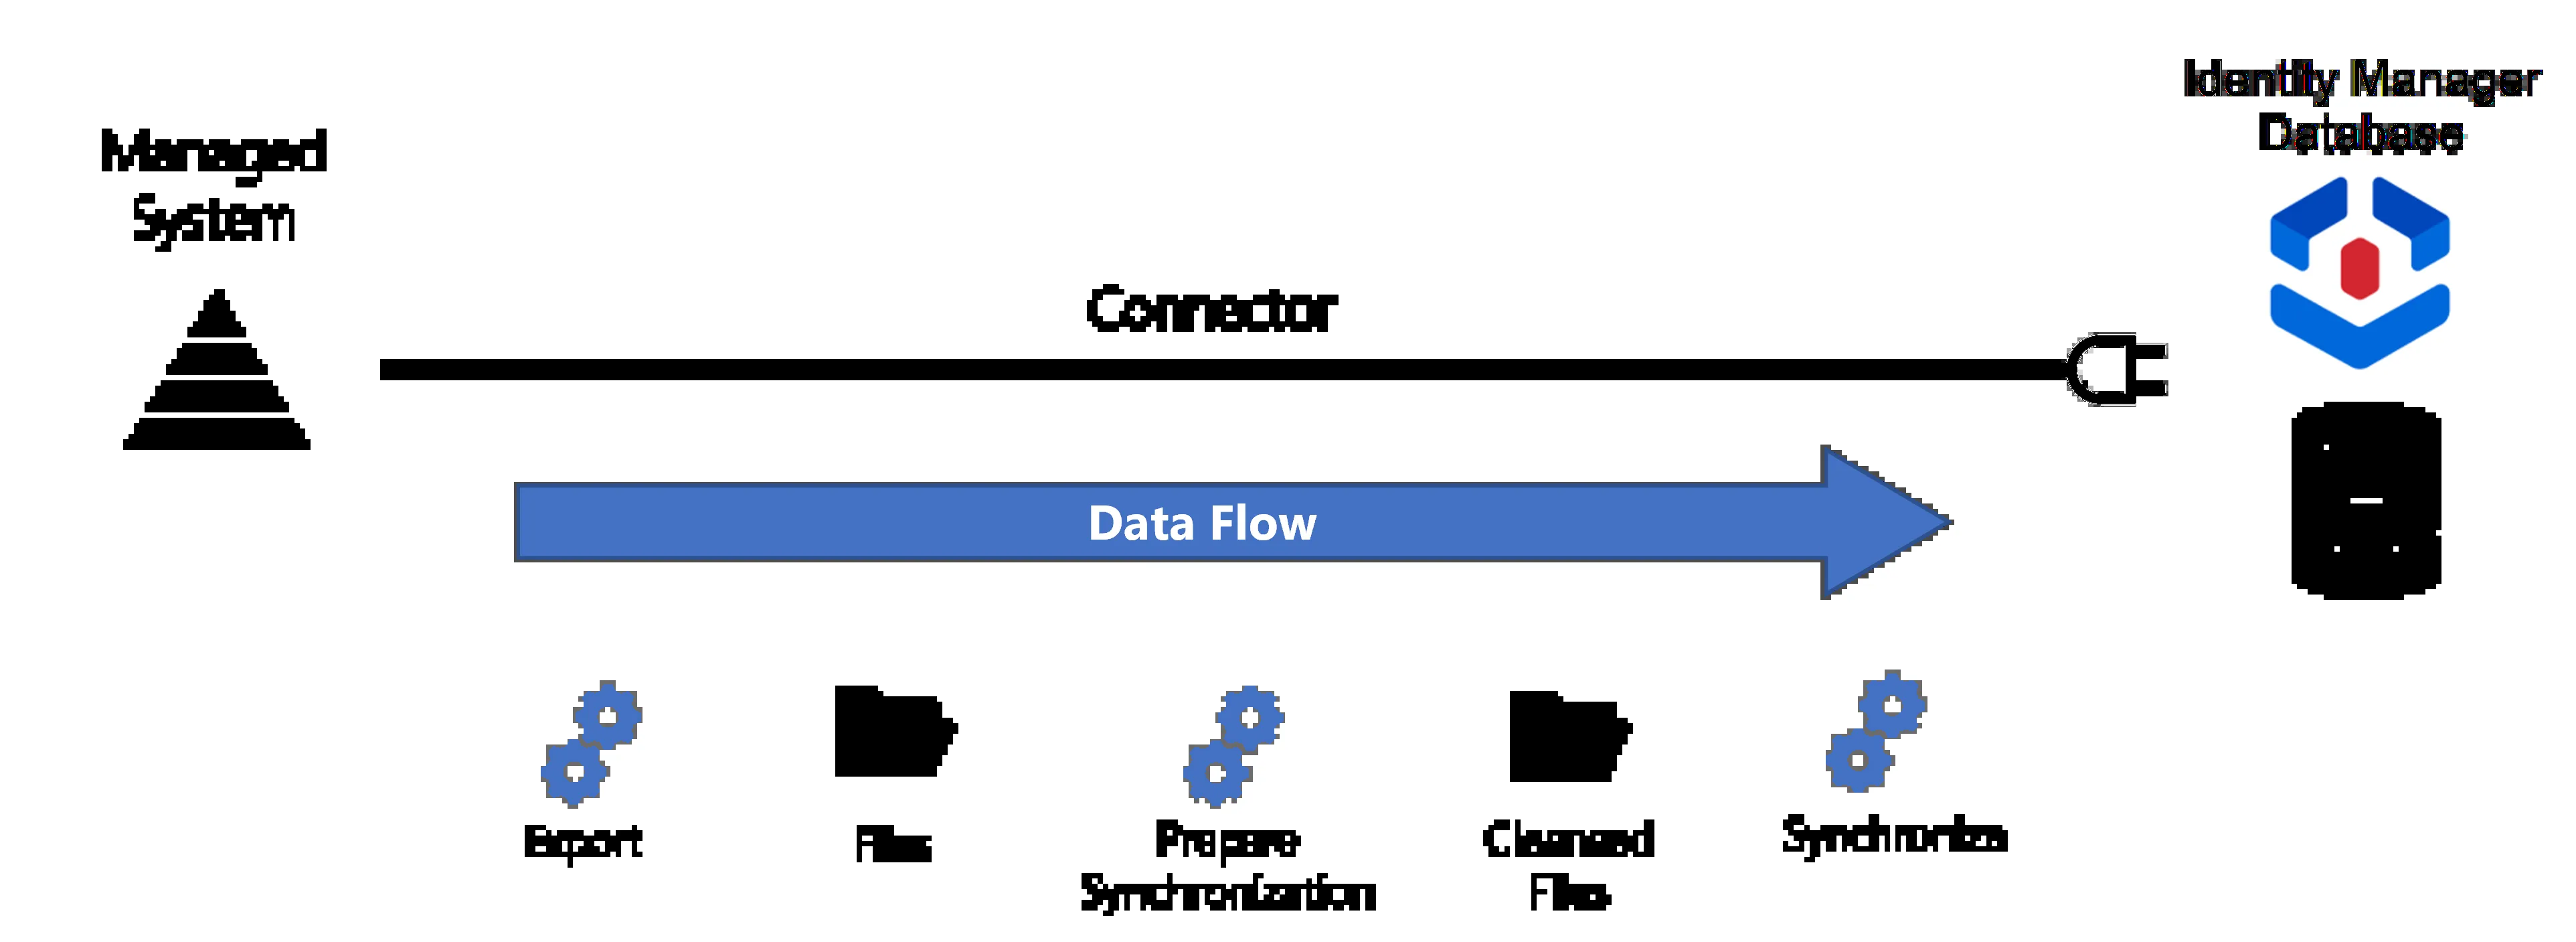 Identity Manager
Database
Managed
System
Connector
Data Flow
Export
Files
Prepare
Synchronization
Cleansed
Files
Synchronize